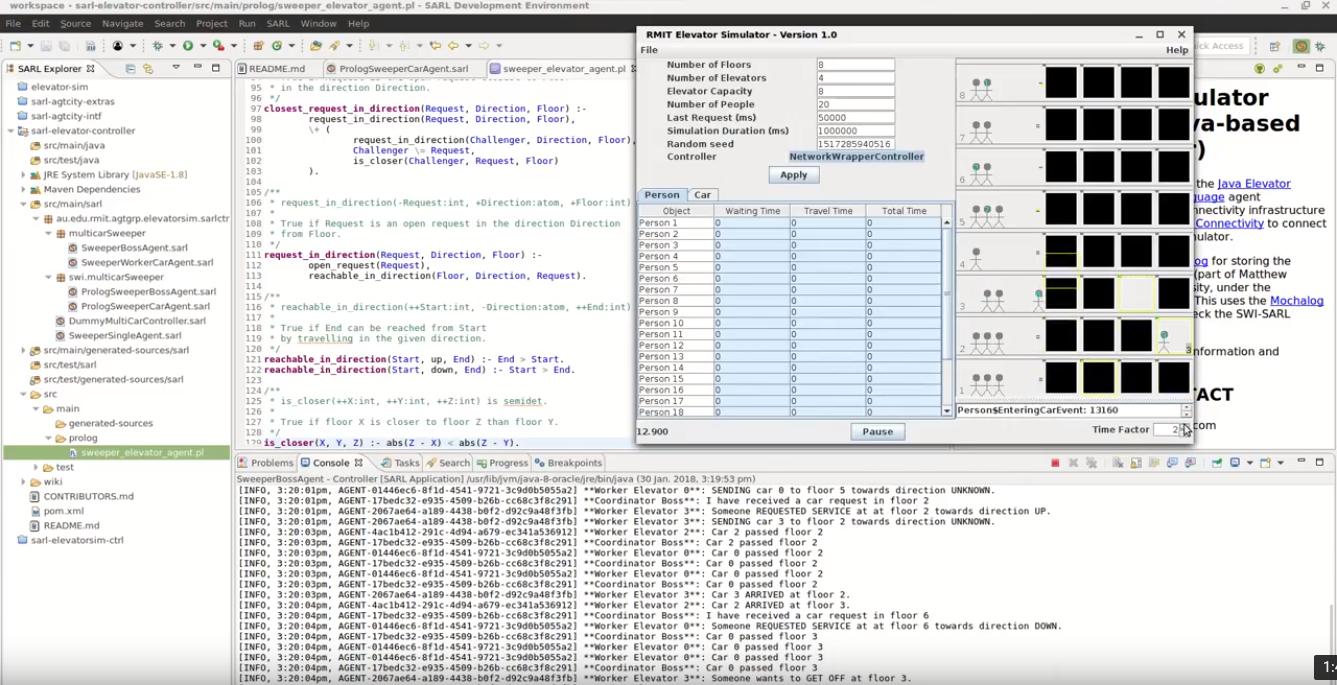 workspace - sarl-elevator-controller/src/main/prolog/sweeper_elevator_agent.pl - SARL Development Environment
File Edit Source Navigate Search Project Run SARL Window Help
Quick Access
SARL Explorer
elevator-sim
sarl-agtcity-extras
sarl-agtcity-intf
sarl-elevator-controller
src/main/java
src/test/java
JRE System Library [JavaSE-1.8]
Maven Dependencies
src/main/sarl
au.edu.rmit.agtgrp.elevatorsim.sarlctr
multicarSweeper
SweeperBossAgent.sarl
SweeperWorkerCarAgent.sarl
swi.multicarSweeper
PrologSweeperBossAgent.sarl
PrologSweeperCarAgent.sarl
DummyMultiCarController.sarl
SweeperSingleAgent.sarl
src/main/generated-sources/sarl
src/test/sarl
src/test/generated-sources/sarl
src
main
generated-sources
prolog
sweeper_elevator_agent.pl
test
wiki
CONTRIBUTORS.md
pom.xml
README.md
sarl-elevatorsim-ctrl
README.md PrologSweeperCarAgent.sarl sweeper_elevator_agent.pl
95 in the direction Direction.
96 */
97 closest_request_in_direction(Request, Direction, Floor) :-
98 request_in_direction(Request, Direction, Floor),
99 \+ (
100 request_in_direction(Challenger, Direction, Floor),
101 Challenger \= Request,
102 is_closer(Challenger, Request, Floor)
103 ).
104
105 /**
106 * request_in_direction(-Request:int, +Direction:atom, +Floor:int)
107 *
108 * True if Request is an open request in the direction Direction
109 * from Floor.
110 */
111 request_in_direction(Request, Direction, Floor) :-
112 open_request(Request),
113 reachable_in_direction(Floor, Direction, Request).
114
115 /**
116 * reachable_in_direction(++Start:int, -Direction:atom, ++End:int)
117 *
118 * True if End can be reached from Start
119 * by travelling in the given direction.
120 */
121 reachable_in_direction(Start, up, End) :- End > Start.
122 reachable_in_direction(Start, down, End) :- Start > End.
123
124 /**
125 * is_closer(++X:int, ++Y:int, ++Z:int) is semidet.
126 *
127 * True if floor X is closer to floor Z than floor Y.
128 */
129 is_closer(X, Y, Z) :- abs(Z - X) < abs(Z - Y).
RMIT Elevator Simulator - Version 1.0
File Help
Number of Floors 8
Number of Elevators 4
Elevator Capacity 8
Number of People 20
Last Request (ms) 50000
Simulation Duration (ms) 1000000
Random seed 1517285940516
Controller NetworkWrapperController
Apply
Person Car
Object Waiting Time Travel Time Total Time
Person 1 0 0 0
Person 2 0 0 0
Person 3 0 0 0
Person 4 0 0 0
Person 5 0 0 0
Person 6 0 0 0
Person 7 0 0 0
Person 8 0 0 0
Person 9 0 0 0
Person 10 0 0 0
Person 11 0 0 0
Person 12 0 0 0
Person 13 0 0 0
Person 14 0 0 0
Person 15 0 0 0
Person 16 0 0 0
Person 17 0 0 0
Person 18 0 0 0
8
7
6
5
4
3
2 3
1
Person$EnteringCarEvent: 13160
12.900
Pause
Time Factor 2
ulator
va-based
r)
the Java Elevator
guage agent
nnectivity infrastructure
Connectivity to connect
ulator.
og for storing the
(part of Matthew
sity, under the
This uses the Mochalog
eck the SWI-SARL
nformation and
TACT
com
Problems Console Tasks Search Progress Breakpoints
SweeperBossAgent - Controller [SARL Application] /usr/lib/jvm/java-8-oracle/jre/bin/java (30 Jan. 2018, 3:19:53 pm)
[INFO, 3:20:01pm, AGENT-01446ec6-8f1d-4541-9721-3c9d0b5055a2] **Worker Elevator 0**: SENDING car 0 to floor 5 towards direction UNKNOWN.
[INFO, 3:20:01pm, AGENT-17bedc32-e935-4509-b26b-cc68c3f8c291] **Coordinator Boss**: I have received a car request in floor 2
[INFO, 3:20:01pm, AGENT-2067ae64-a189-4438-b0f2-d92c9a48f3fb] **Worker Elevator 3**: Someone REQUESTED SERVICE at at floor 2 towards direction UP.
[INFO, 3:20:01pm, AGENT-2067ae64-a189-4438-b0f2-d92c9a48f3fb] **Worker Elevator 3**: SENDING car 3 to floor 2 towards direction UNKNOWN.
[INFO, 3:20:03pm, AGENT-4ac1b412-291c-4d94-a679-ec341a536912] **Worker Elevator 2**: Car 2 passed floor 2
[INFO, 3:20:03pm, AGENT-17bedc32-e935-4509-b26b-cc68c3f8c291] **Coordinator Boss**: Car 2 passed floor 2
[INFO, 3:20:03pm, AGENT-01446ec6-8f1d-4541-9721-3c9d0b5055a2] **Worker Elevator 0**: Car 0 passed floor 2
[INFO, 3:20:03pm, AGENT-17bedc32-e935-4509-b26b-cc68c3f8c291] **Coordinator Boss**: Car 0 passed floor 2
[INFO, 3:20:03pm, AGENT-01446ec6-8f1d-4541-9721-3c9d0b5055a2] **Worker Elevator 0**: Car 0 passed floor 2
[INFO, 3:20:03pm, AGENT-17bedc32-e935-4509-b26b-cc68c3f8c291] **Coordinator Boss**: Car 0 passed floor 2
[INFO, 3:20:03pm, AGENT-2067ae64-a189-4438-b0f2-d92c9a48f3fb] **Worker Elevator 3**: Car 3 ARRIVED at floor 2.
[INFO, 3:20:04pm, AGENT-4ac1b412-291c-4d94-a679-ec341a536912] **Worker Elevator 2**: Car 2 ARRIVED at floor 3.
[INFO, 3:20:04pm, AGENT-17bedc32-e935-4509-b26b-cc68c3f8c291] **Coordinator Boss**: I have received a car request in floor 6
[INFO, 3:20:04pm, AGENT-01446ec6-8f1d-4541-9721-3c9d0b5055a2] **Worker Elevator 0**: Someone REQUESTED SERVICE at at floor 6 towards direction DOWN.
[INFO, 3:20:04pm, AGENT-17bedc32-e935-4509-b26b-cc68c3f8c291] **Coordinator Boss**: Car 0 passed floor 3
[INFO, 3:20:04pm, AGENT-01446ec6-8f1d-4541-9721-3c9d0b5055a2] **Worker Elevator 0**: Car 0 passed floor 3
[INFO, 3:20:04pm, AGENT-01446ec6-8f1d-4541-9721-3c9d0b5055a2] **Worker Elevator 0**: Car 0 passed floor 3
[INFO, 3:20:04pm, AGENT-17bedc32-e935-4509-b26b-cc68c3f8c291] **Coordinator Boss**: Car 0 passed floor 3
[INFO, 3:20:04pm, AGENT-2067ae64-a189-4438-b0f2-d92c9a48f3fb] **Worker Elevator 3**: Someone wants to GET OFF at floor 3.